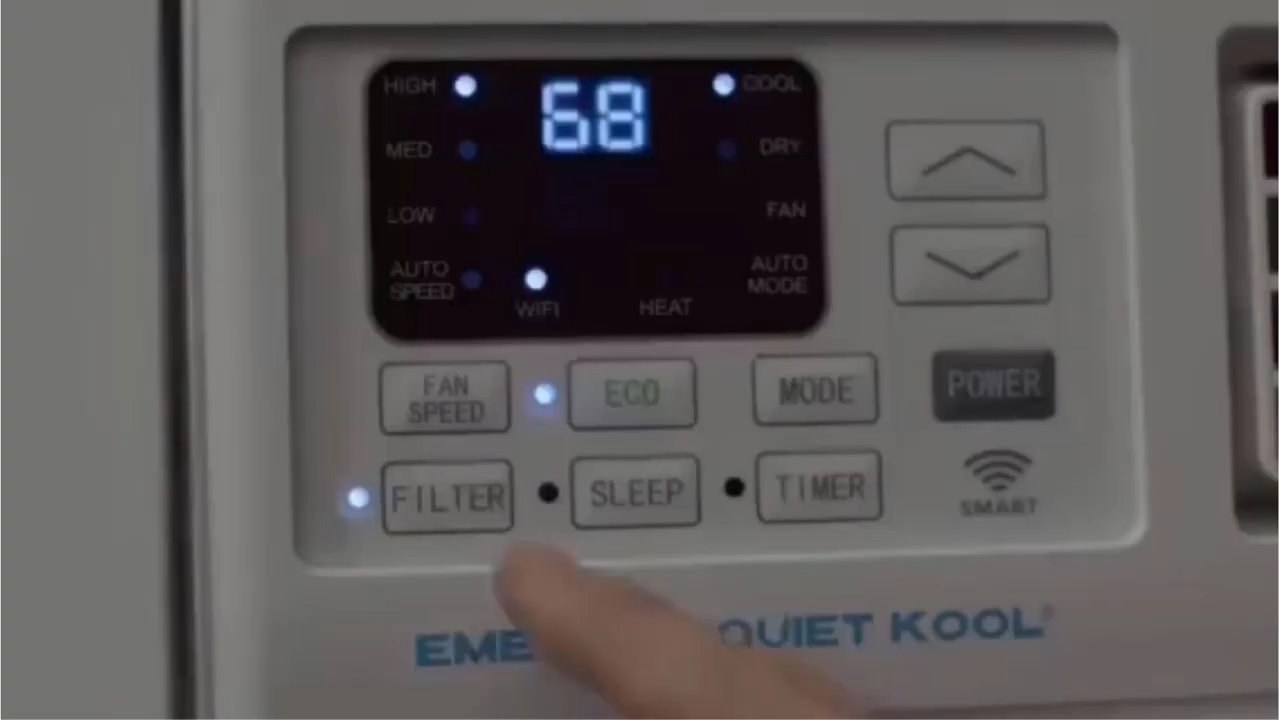 HIGH 68 COOL
MED DRY
LOW FAN
AUTO SPEED AUTO MODE
WIFI HEAT
FAN SPEED ECO MODE POWER
FILTER SLEEP TIMER
SMART
QUIET KOOL